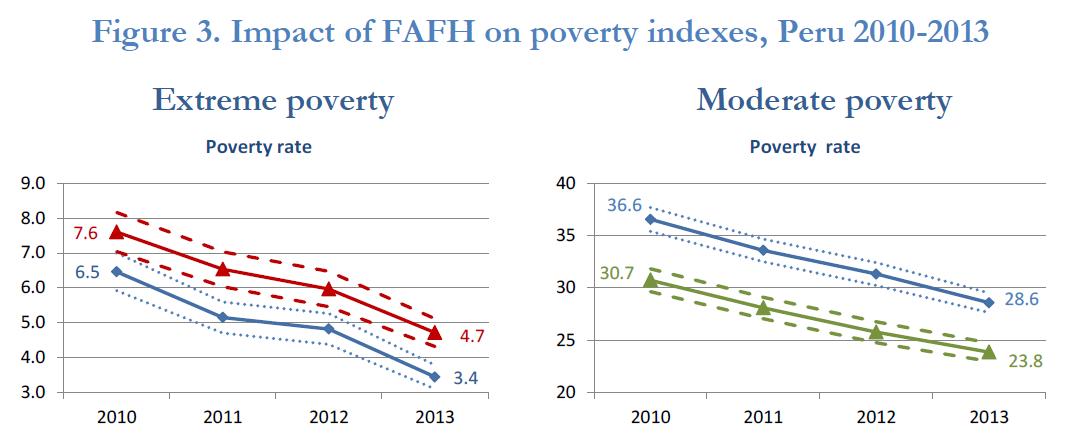 Figure 3. Impact of FAFH on poverty indexes, Peru 2010-2013
Extreme poverty
Poverty rate
9.0
8.0
7.0
6.0
5.0
4.0
3.0
7.6
6.5
4.7
3.4
2010 2011 2012 2013
Moderate poverty
Poverty rate
40
35
30
25
20
36.6
30.7
28.6
23.8
2010 2011 2012 2013